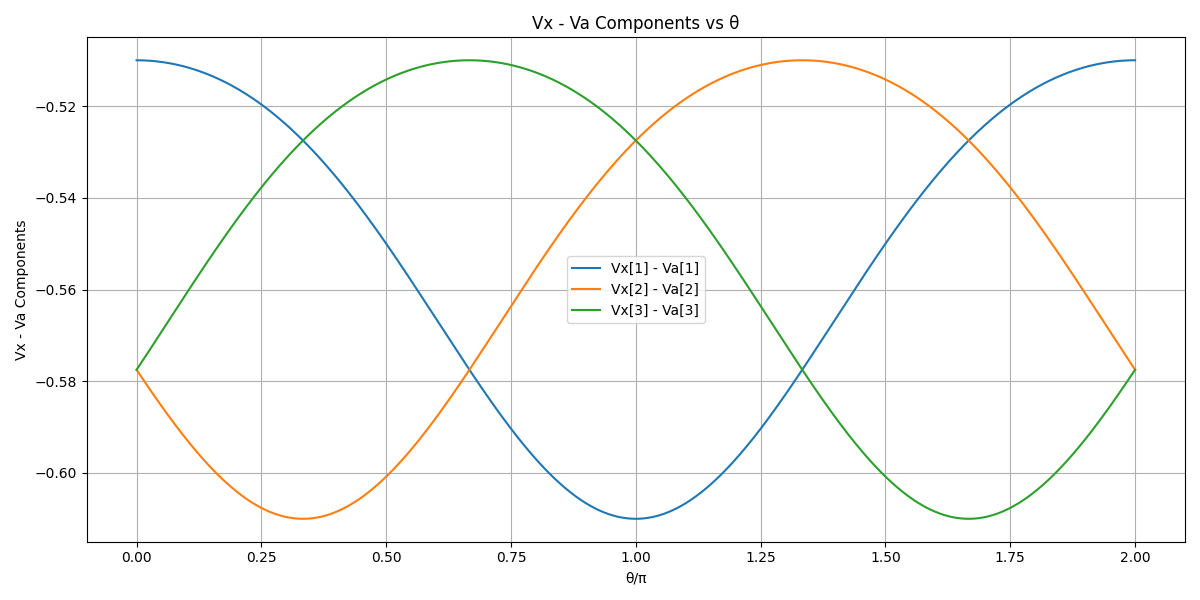 Vx - Va Components vs θ
Vx - Va Components
−0.52
−0.54
−0.56
−0.58
−0.60
Vx[1] - Va[1]
Vx[2] - Va[2]
Vx[3] - Va[3]
0.00 0.25 0.50 0.75 1.00 1.25 1.50 1.75 2.00
θ/π